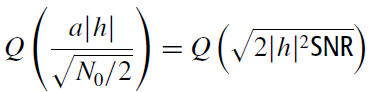 Q(a|h|/√(N₀/2)) = Q(√(2|h|²SNR))